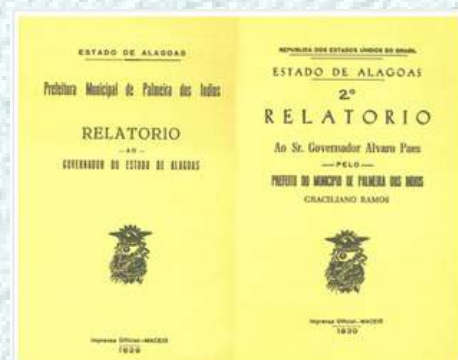 ESTADO DE ALAGOAS
Prefeitura Municipal de Palmeira dos Indios
RELATORIO
—AO—
GOVERNADOR DO ESTADO DE ALAGOAS
Imprensa Official—MACEIÓ
1929
REPUBLICA DOS ESTADOS UNIDOS DO BRASIL
ESTADO DE ALAGOAS
2º
RELATORIO
Ao Sr. Governador Alvaro Paes
—PELO—
PREFEITO DO MUNICIPIO DE PALMEIRA DOS INDIOS
GRACILIANO RAMOS
Imprensa Official—MACEIÓ
1930